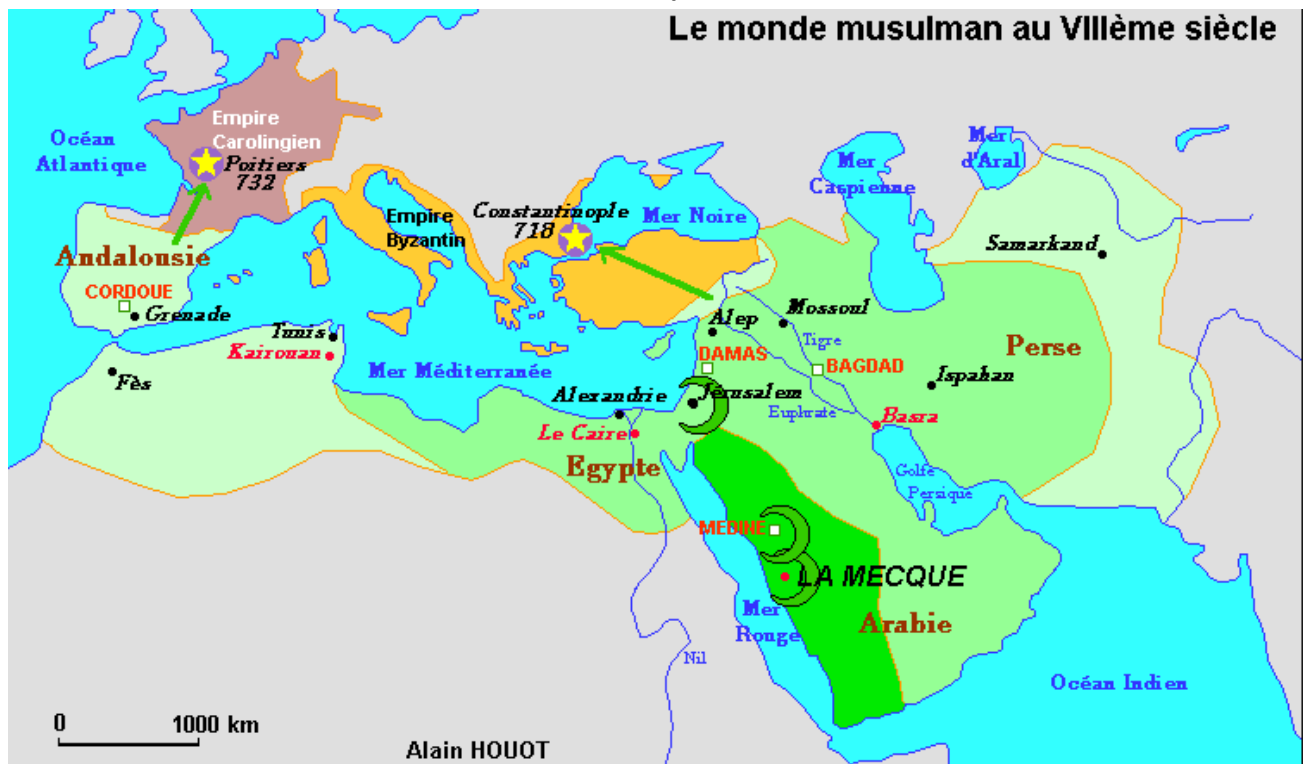 Le monde musulman au VIIIème siècle
Empire
Carolingien
Océan
Atlantique
Poitiers
732
Mer
d'Aral
Mer
Caspienne
Constantinople
718
Mer Noire
Empire
Byzantin
Samarkand
Andalousie
CORDOUE
Grenade
Tunis
Kairouan
Alep
Mossoul
Tigre
Perse
DAMAS
BAGDAD
Fès
Mer Méditerranée
Ispahan
Alexandrie
Jérusalem
Euphrate
Basra
Le Caire
Egypte
Golfe
Persique
MEDINE
LA MECQUE
Mer
Rouge
Arabie
Nil
Océan Indien
0 1000 km
Alain HOUOT